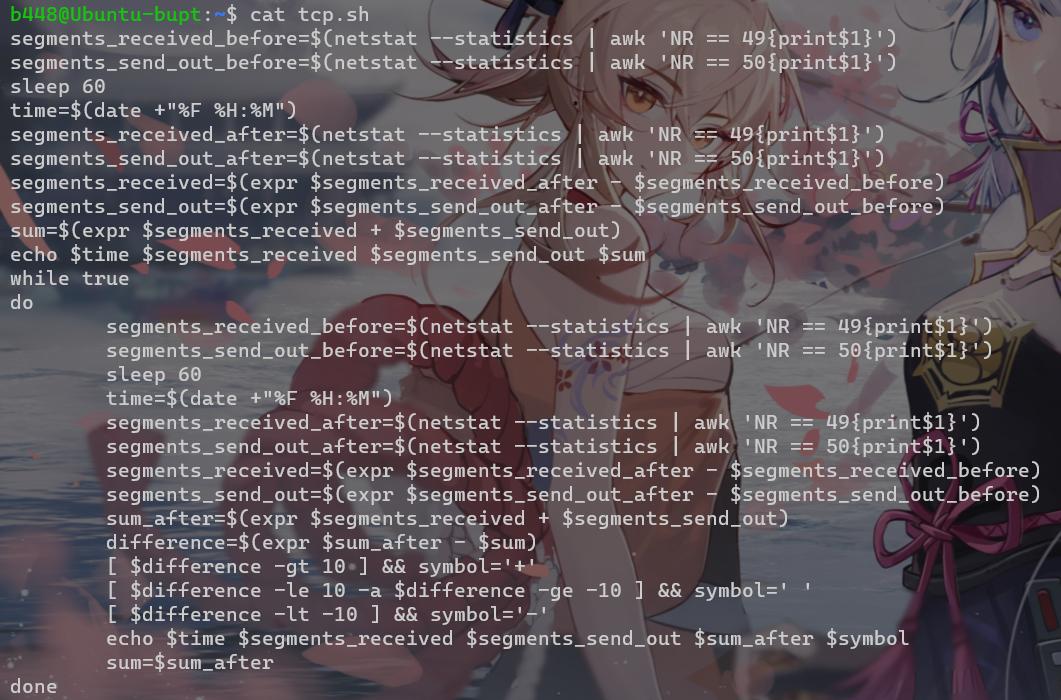 b448@Ubuntu-bupt:~$ cat tcp.sh
segments_received_before=$(netstat --statistics | awk 'NR == 49{print$1}')
segments_send_out_before=$(netstat --statistics | awk 'NR == 50{print$1}')
sleep 60
time=$(date +"%F %H:%M")
segments_received_after=$(netstat --statistics | awk 'NR == 49{print$1}')
segments_send_out_after=$(netstat --statistics | awk 'NR == 50{print$1}')
segments_received=$(expr $segments_received_after - $segments_received_before)
segments_send_out=$(expr $segments_send_out_after - $segments_send_out_before)
sum=$(expr $segments_received + $segments_send_out)
echo $time $segments_received $segments_send_out $sum
while true
do
        segments_received_before=$(netstat --statistics | awk 'NR == 49{print$1}')
        segments_send_out_before=$(netstat --statistics | awk 'NR == 50{print$1}')
        sleep 60
        time=$(date +"%F %H:%M")
        segments_received_after=$(netstat --statistics | awk 'NR == 49{print$1}')
        segments_send_out_after=$(netstat --statistics | awk 'NR == 50{print$1}')
        segments_received=$(expr $segments_received_after - $segments_received_before)
        segments_send_out=$(expr $segments_send_out_after - $segments_send_out_before)
        sum_after=$(expr $segments_received + $segments_send_out)
        difference=$(expr $sum_after - $sum)
        [ $difference -gt 10 ] && symbol='+'
        [ $difference -le 10 -a $difference -ge -10 ] && symbol=' '
        [ $difference -lt -10 ] && symbol='-'
        echo $time $segments_received $segments_send_out $sum_after $symbol
        sum=$sum_after
done